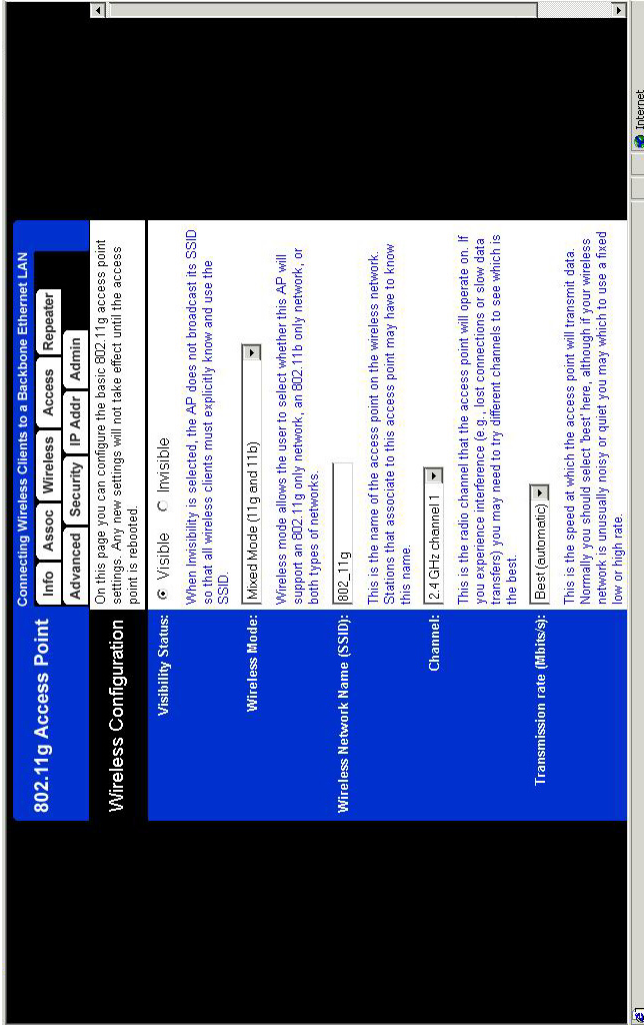 802.11g Access Point
Connecting Wireless Clients to a Backbone Ethernet LAN
Info Assoc Wireless Access Repeater
Advanced Security IP Addr Admin
Wireless Configuration
On this page you can configure the basic 802.11g access point
settings. Any new settings will not take effect until the access
point is rebooted.
Visibility Status: Visible Invisible
When Invisibility is selected, the AP does not broadcast its SSID
so that all wireless clients must explicitly know and use the
SSID.
Wireless Mode: Mixed Mode (11g and 11b)
Wireless mode allows the user to select whether this AP will
support an 802.11g only network, an 802.11b only network, or
both types of networks.
Wireless Network Name (SSID): 802_11g
This is the name of the access point on the wireless network.
Stations that associate to this access point may have to know
this name.
Channel: 2.4 GHz channel 1
This is the radio channel that the access point will operate on. If
you experience interference (e.g., lost connections or slow data
transfers) you may need to try different channels to see which is
the best.
Transmission rate (Mbits/s): Best (automatic)
This is the speed at which the access point will transmit data.
Normally you should select 'best' here, although if your wireless
network is unusually noisy or quiet you may which to use a fixed
low or high rate.
Internet